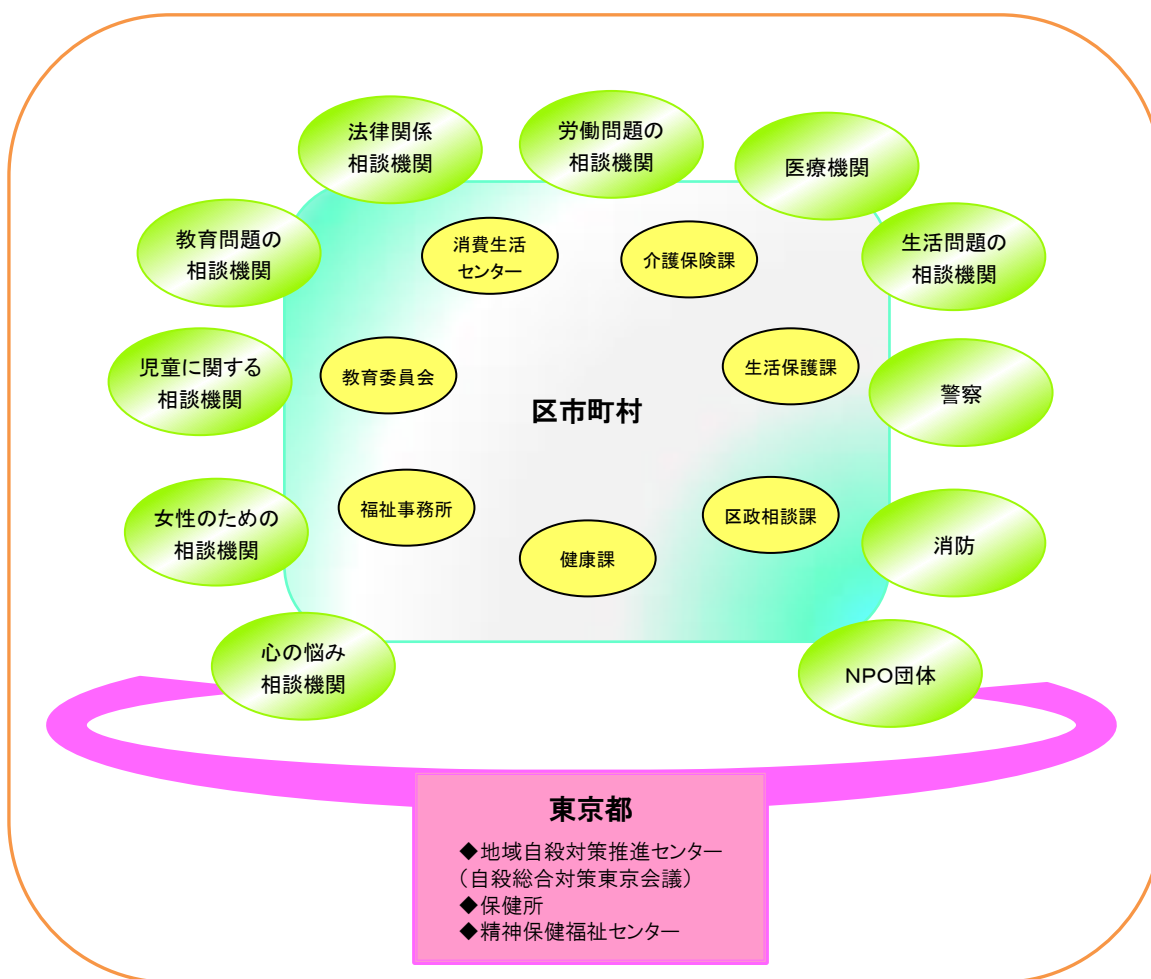 法律関係
相談機関
労働問題の
相談機関
医療機関
教育問題の
相談機関
消費生活
センター
介護保険課
生活問題の
相談機関
児童に関する
相談機関
教育委員会
生活保護課
警察
区市町村
女性のための
相談機関
福祉事務所
健康課
区政相談課
消防
心の悩み
相談機関
NPO団体
東京都
◆地域自殺対策推進センター
(自殺総合対策東京会議)
◆保健所
◆精神保健福祉センター